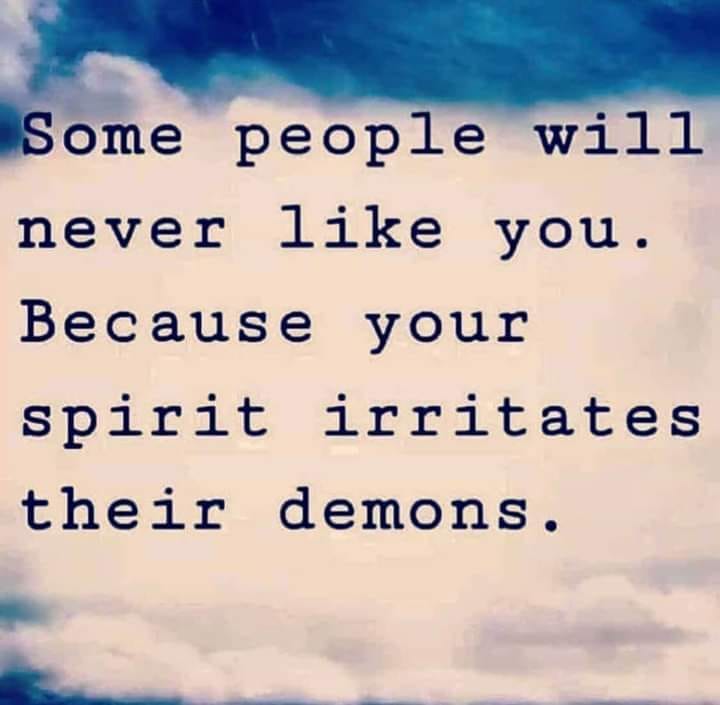 Some people will
never like you.
Because your
spirit irritates
their demons.